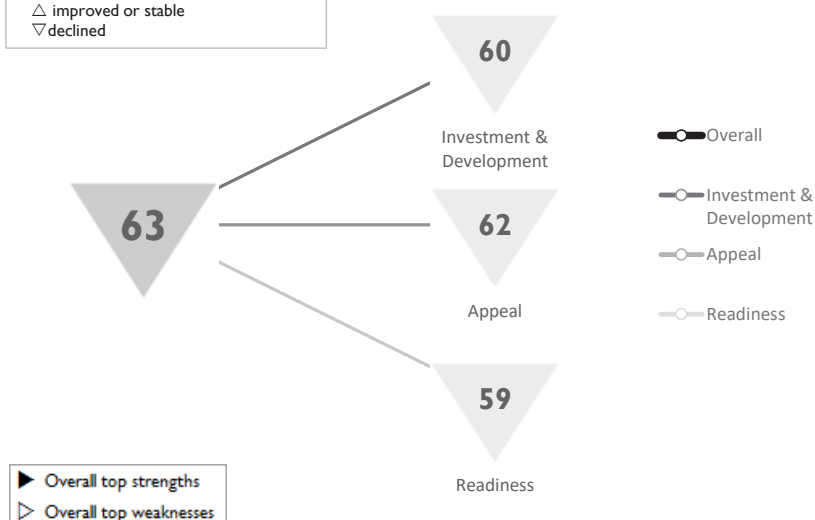 △ improved or stable
▽ declined
60
Investment &
Development
63
62
Appeal
59
Readiness
Overall
Investment &
Development
Appeal
Readiness
▶ Overall top strengths
▷ Overall top weaknesses